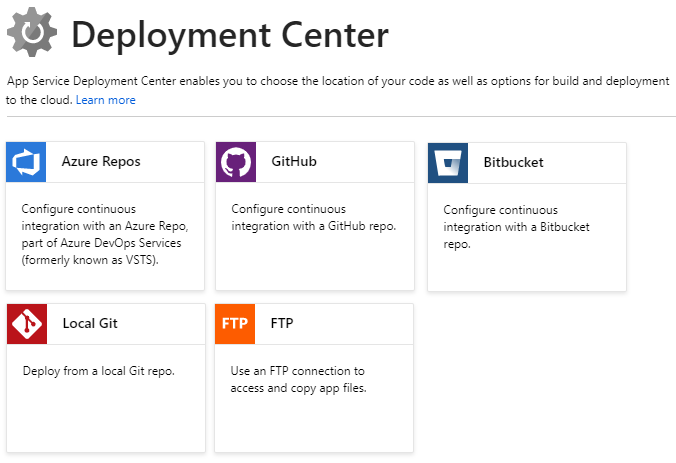 Deployment Center
App Service Deployment Center enables you to choose the location of your code as well as options for build and deployment
to the cloud. Learn more
Azure Repos
Configure continuous
integration with an Azure Repo,
part of Azure DevOps Services
(formerly known as VSTS).
GitHub
Configure continuous
integration with a GitHub repo.
Bitbucket
Configure continuous
integration with a Bitbucket
repo.
Local Git
Deploy from a local Git repo.
FTP FTP
Use an FTP connection to
access and copy app files.